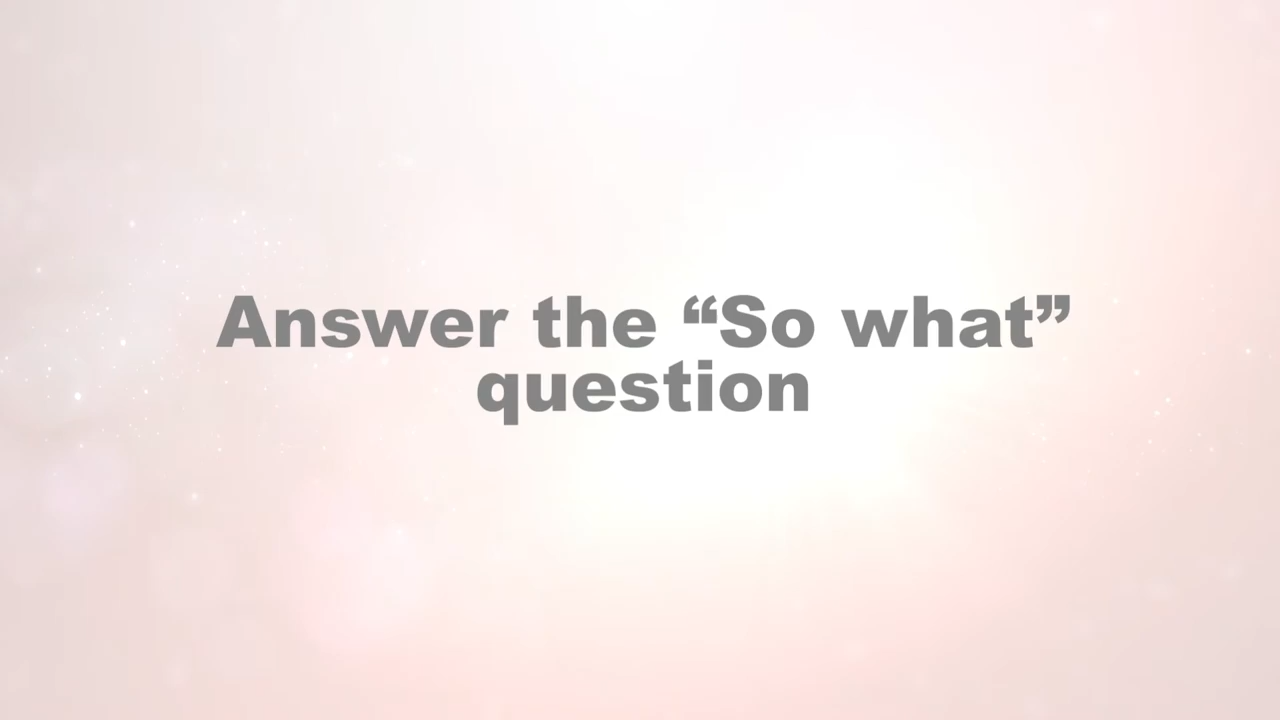 Answer the “So what”
question